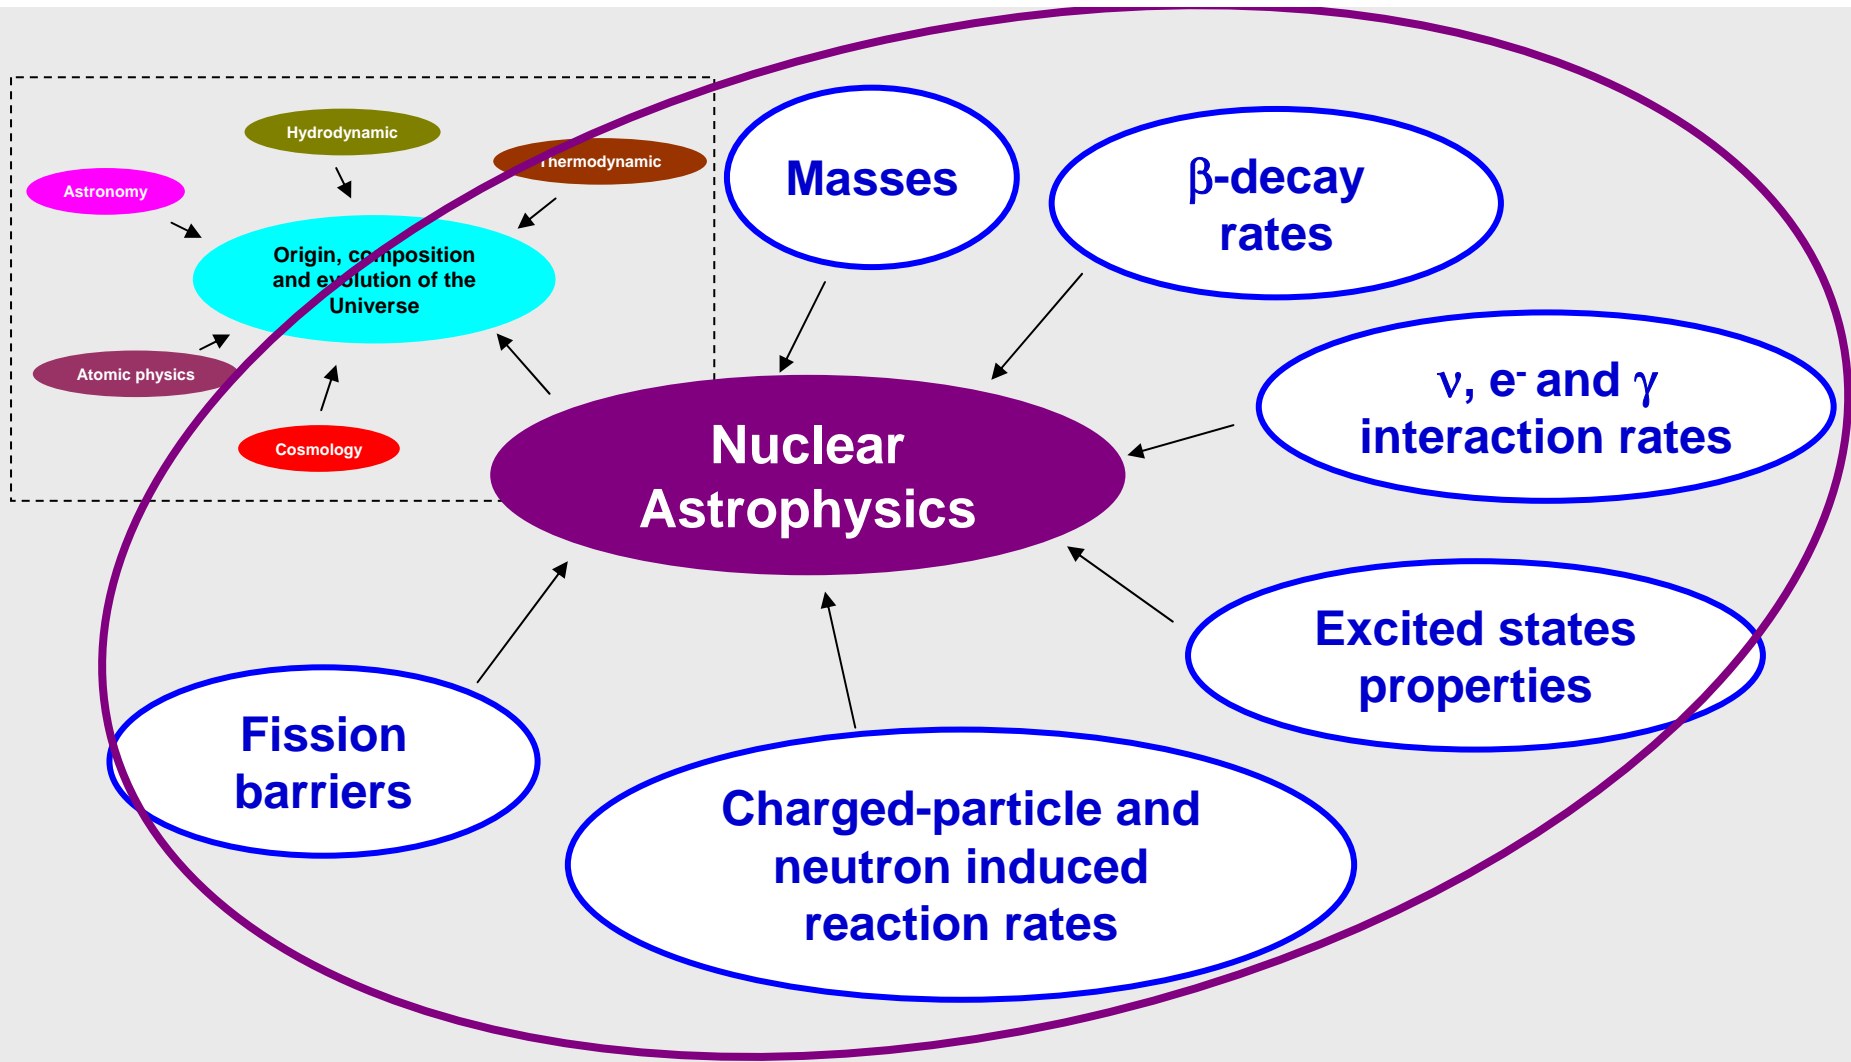 Hydrodynamic
Thermodynamic
Astronomy
Origin, composition
and evolution of the
Universe
Atomic physics
Cosmology
Masses
β-decay
rates
ν, e- and γ
interaction rates
Nuclear
Astrophysics
Excited states
properties
Fission
barriers
Charged-particle and
neutron induced
reaction rates